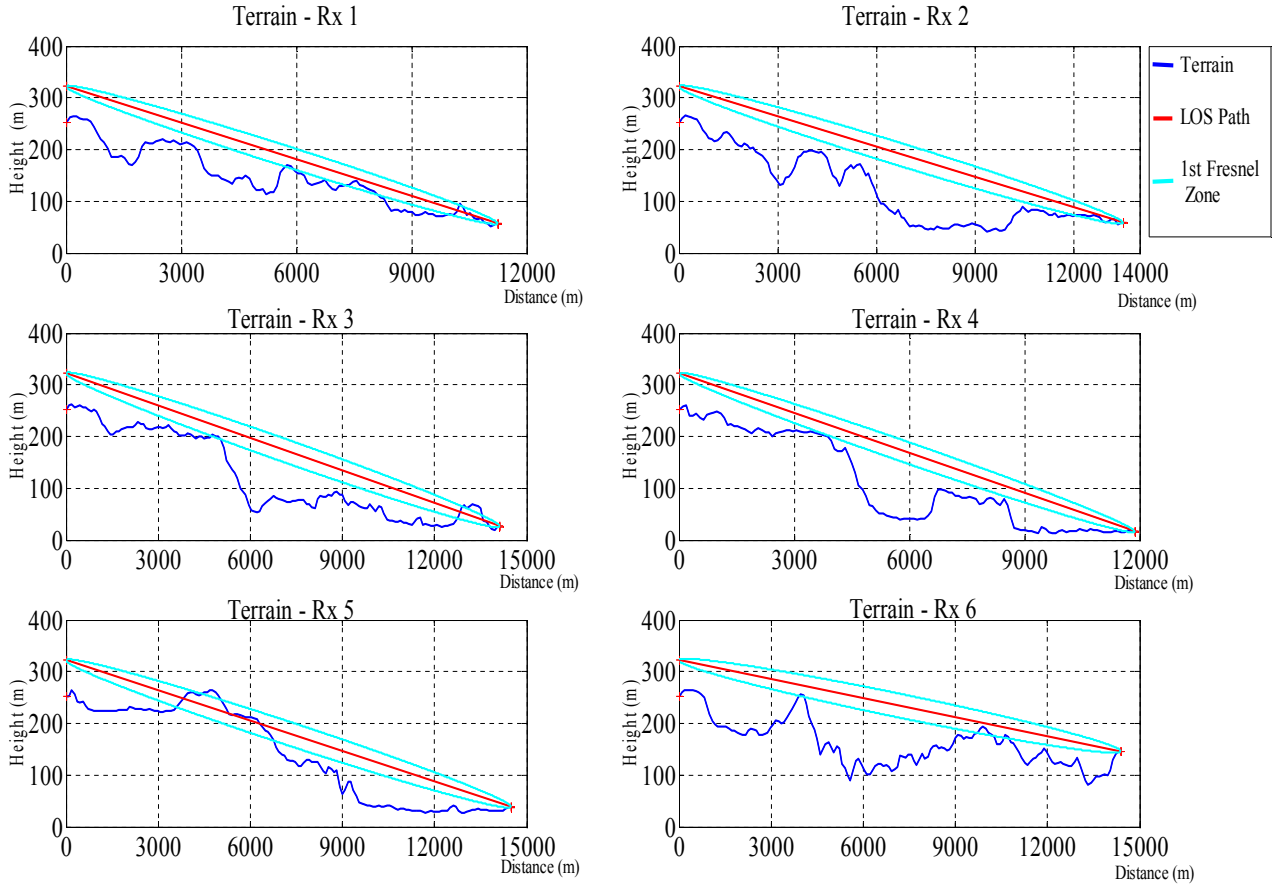 Terrain - Rx 1
Height (m)
400
300
200
100
0
0 3000 6000 9000 12000
Distance (m)
Terrain - Rx 2
Height (m)
400
300
200
100
0
0 3000 6000 9000 12000 14000
Distance (m)
Terrain
LOS Path
1st Fresnel
Zone
Terrain - Rx 3
Height (m)
400
300
200
100
0
0 3000 6000 9000 12000 15000
Distance (m)
Terrain - Rx 4
Height (m)
400
300
200
100
0
0 3000 6000 9000 12000
Distance (m)
Terrain - Rx 5
Height (m)
400
300
200
100
0
0 3000 6000 9000 12000 15000
Distance (m)
Terrain - Rx 6
Height (m)
400
300
200
100
0
0 3000 6000 9000 12000 15000
Distance (m)